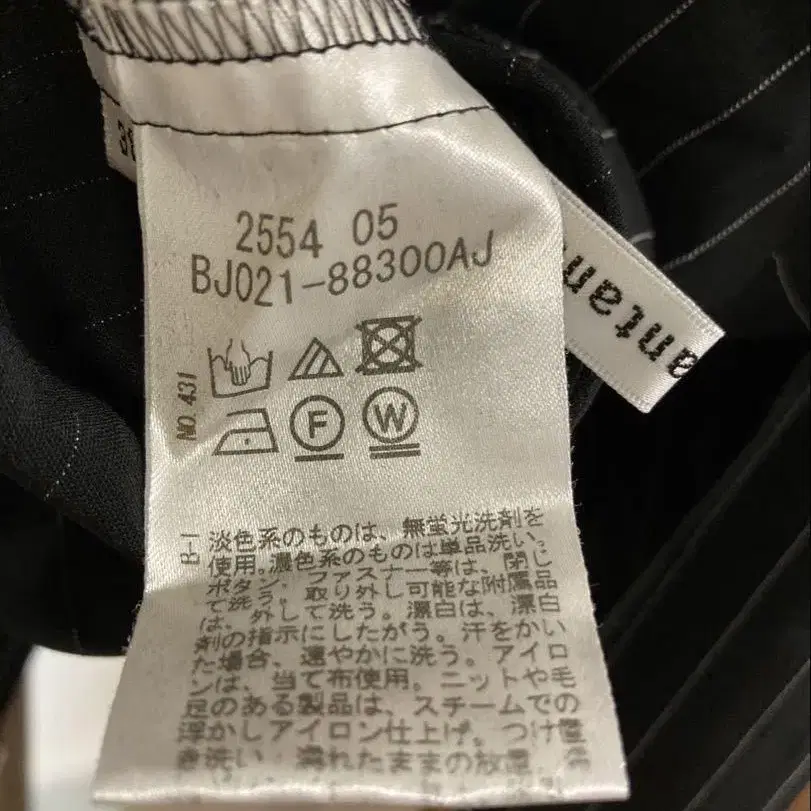 2554 05
BJ021-88300AJ
NO. 431
F
W
B-1
淡色系のものは、無蛍光洗剤を
使用。濃色系のものは単品洗い。
ボタン、ファスナー等は、閉じ
て洗う。取り外し可能な附属品
は、外して洗う。漂白は、漂白
剤の指示にしたがう。汗をかい
た場合、速やかに洗う。アイロ
ンは、当て布使用。ニットや毛
足のある製品は、スチームでの
浮かしアイロン仕上げ。つけ置
き洗い、濡れたままの放置
antan